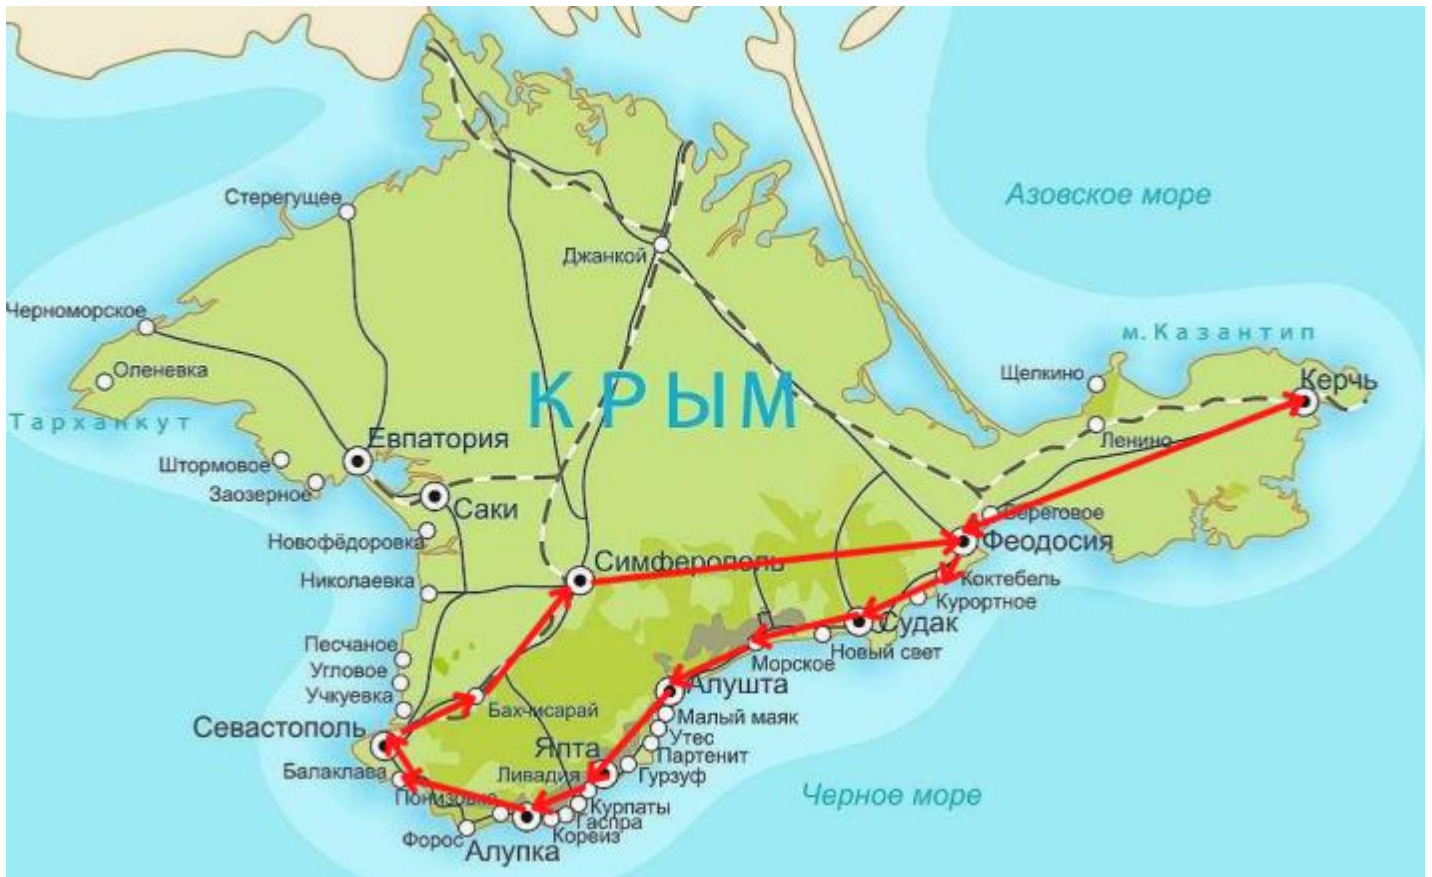 Стерегущее
Азовское море
Джанкой
Черноморское
м. Казантип
Оленевка
Щелкино
Керчь
КРЫМ
Тарханкут
Евпатория
Ленино
Штормовое
Заозерное
Саки
Береговое
Новофёдоровка
Феодосия
Симферополь
Николаевка
Коктебель
Курортное
Судак
Песчаное
Новый свет
Морское
Угловое
Алушта
Учкуевка
Бахчисарай
Малый маяк
Севастополь
Утес
Ялта
Партенит
Балаклава
Ливадия
Гурзуф
Черное море
Понизовка
Курпаты
Гаспра
Форос
Кореиз
Алупка